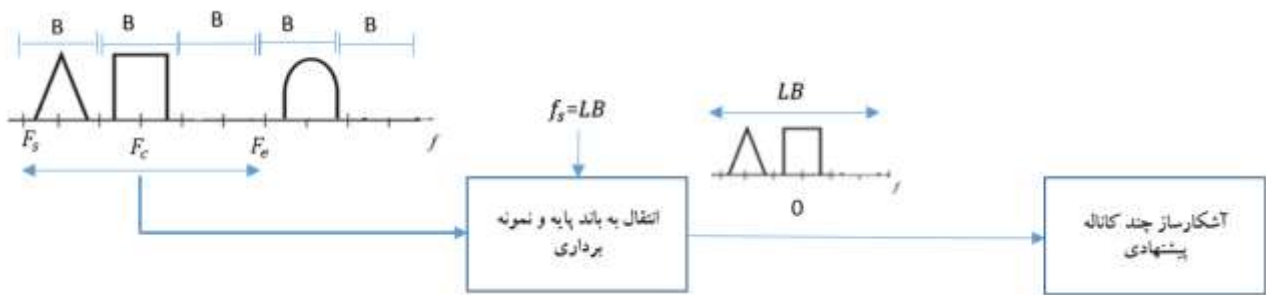 B B B B B
F_s F_c F_e f
f_s=LB
LB
f
0
انتقال به باند پایه و نمونه
برداری
آشکارساز چند کاناله
پیشنهادی